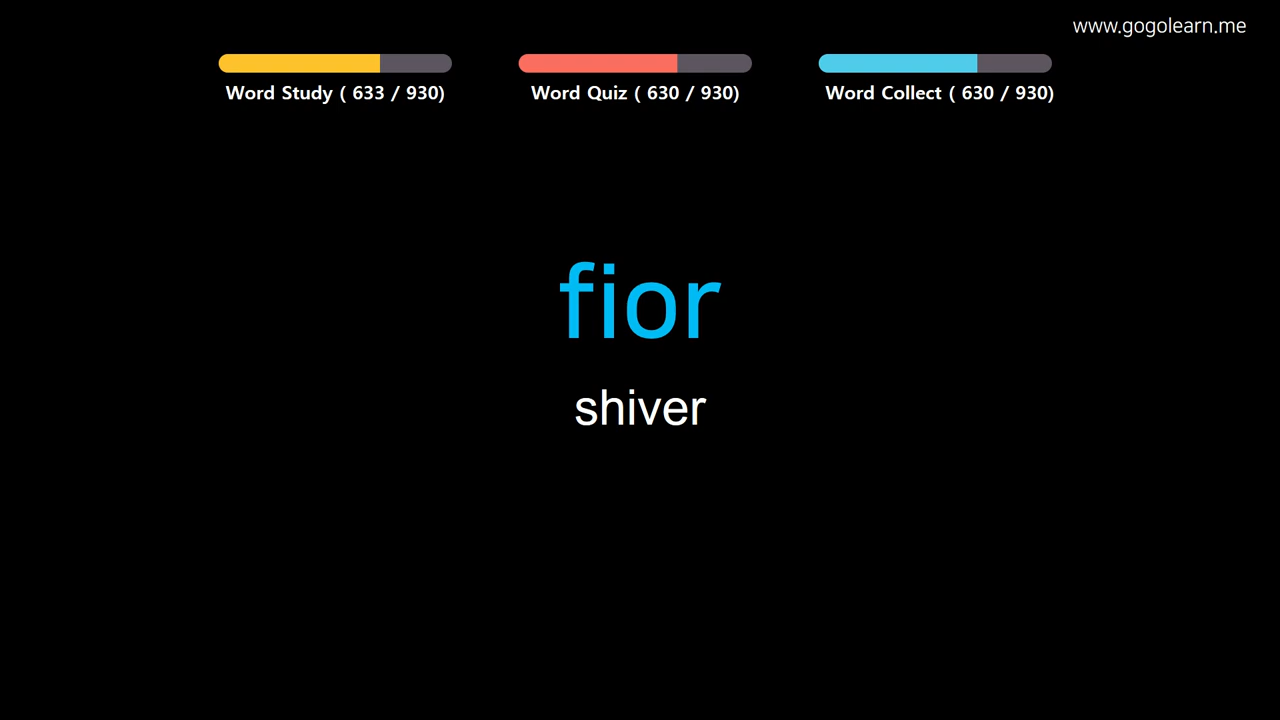 www.gogolearn.me
Word Study ( 633 / 930)
Word Quiz ( 630 / 930)
Word Collect ( 630 / 930)
fior
shiver